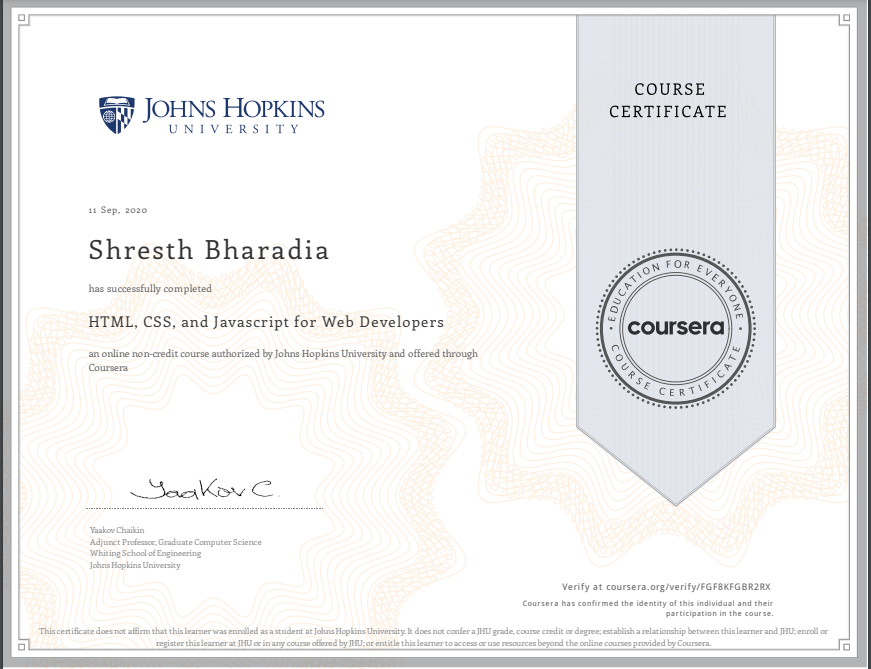 JOHNS HOPKINS
UNIVERSITY
COURSE
CERTIFICATE
11 Sep, 2020
Shresth Bharadia
has successfully completed
HTML, CSS, and Javascript for Web Developers
an online non-credit course authorized by Johns Hopkins University and offered through
Coursera
EDUCATION FOR EVERYONE
coursera
COURSE CERTIFICATE
Yaakov C.
Yaakov Chaikin
Adjunct Professor, Graduate Computer Science
Whiting School of Engineering
Johns Hopkins University
Verify at coursera.org/verify/FGF8KFGBR2RX
Coursera has confirmed the identity of this individual and their
participation in the course.
This certificate does not affirm that this learner was enrolled as a student at Johns Hopkins University. It does not confer a JHU grade, course credit or degree; establish a relationship between this learner and JHU; enroll or
register this learner at JHU or in any course offered by JHU; or entitle this learner to access or use resources beyond the online courses provided by Coursera.